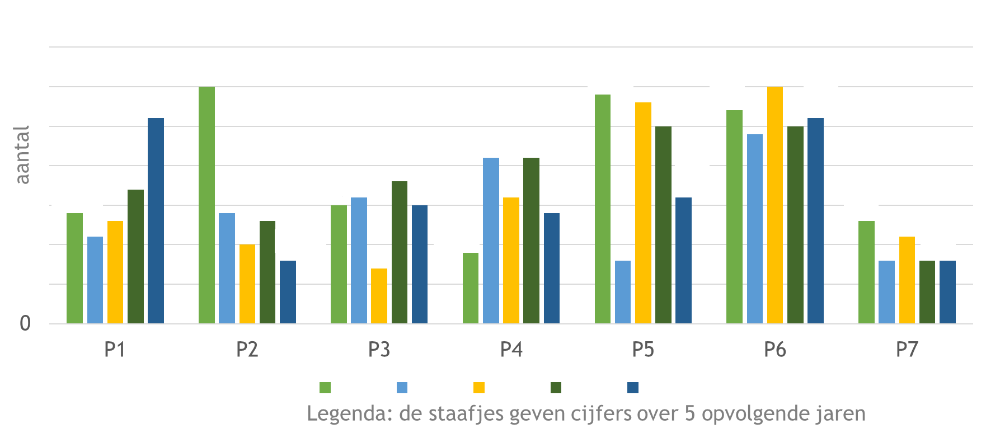 aantal
0
P1 P2 P3 P4 P5 P6 P7
Legenda: de staafjes geven cijfers over 5 opvolgende jaren